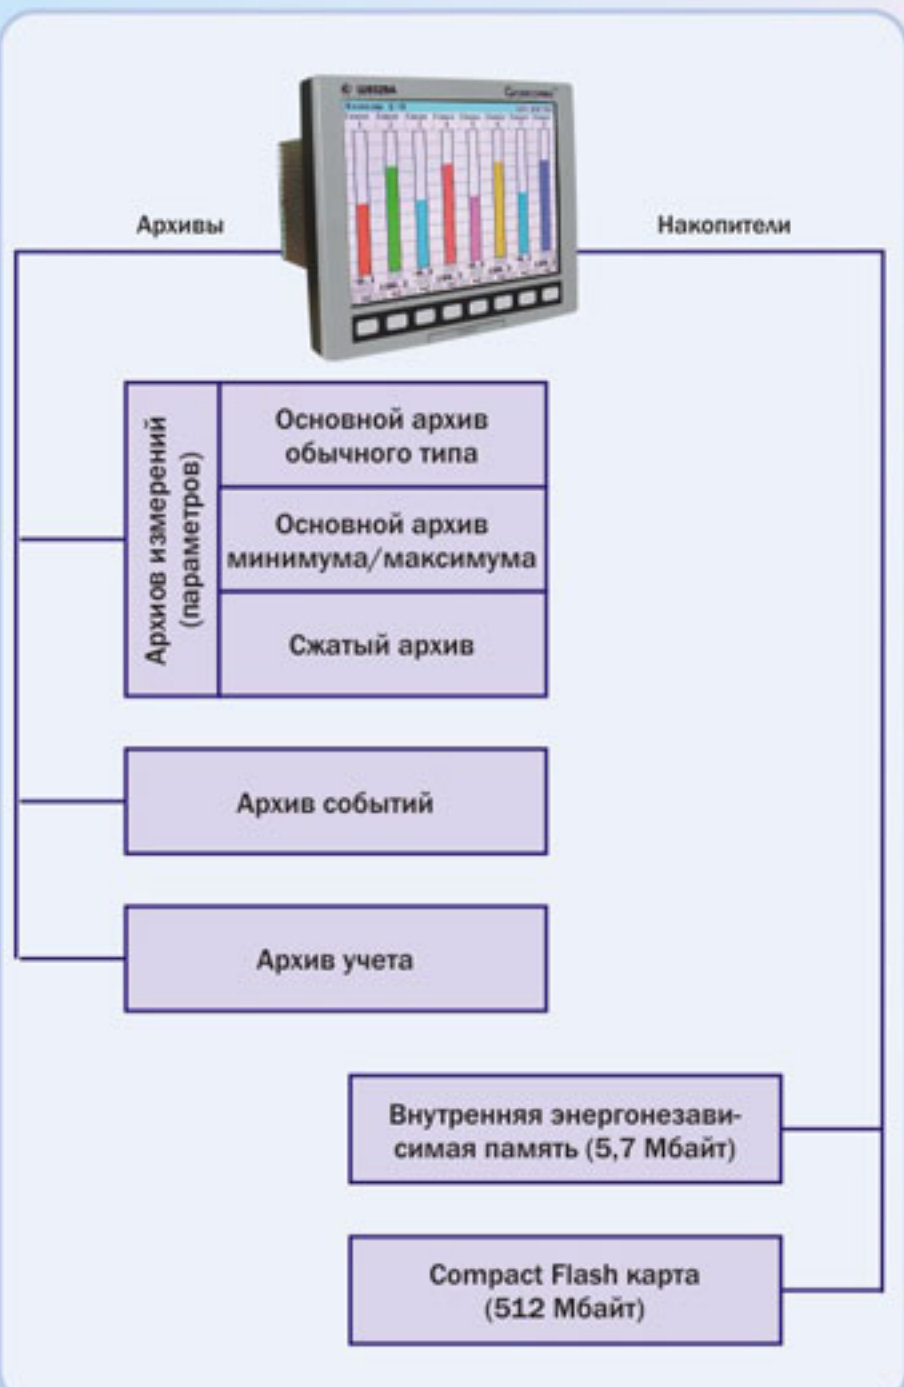 Архивы
Накопители
Архиов измерений
(параметров)
Основной архив
обычного типа
Основной архив
минимума/максимума
Сжатый архив
Архив событий
Архив учета
Внутренняя энергонезави-
симая память (5,7 Мбайт)
Compact Flash карта
(512 Мбайт)